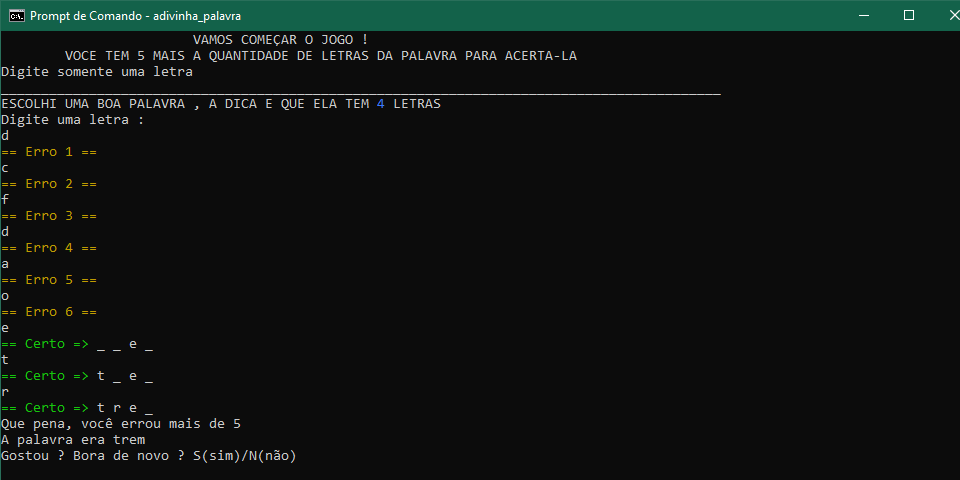 Prompt de Comando - adivinha_palavra
VAMOS COMEÇAR O JOGO !
VOCE TEM 5 MAIS A QUANTIDADE DE LETRAS DA PALAVRA PARA ACERTA-LA
Digite somente uma letra
__________________________________________________________________________________________
ESCOLHI UMA BOA PALAVRA , A DICA E QUE ELA TEM 4 LETRAS
Digite uma letra :
d
== Erro 1 ==
c
== Erro 2 ==
f
== Erro 3 ==
d
== Erro 4 ==
a
== Erro 5 ==
o
== Erro 6 ==
e
== Certo => _ _ e _
t
== Certo => t _ e _
r
== Certo => t r e _
Que pena, você errou mais de 5
A palavra era trem
Gostou ? Bora de novo ? S(sim)/N(não)